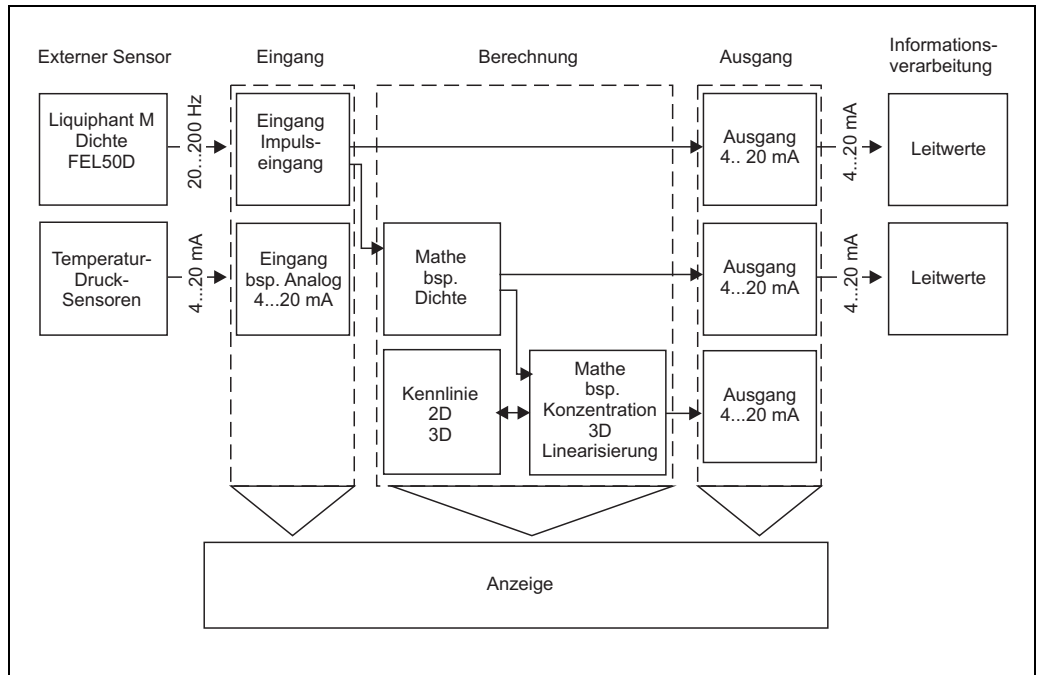 Externer Sensor
Eingang
Berechnung
Ausgang
Informations-
verarbeitung
Liquiphant M
Dichte
FEL50D
20...200 Hz
Eingang
Impuls-
eingang
Ausgang
4.. 20 mA
4...20 mA
Leitwerte
Temperatur-
Druck-
Sensoren
4...20 mA
Eingang
bsp. Analog
4...20 mA
Mathe
bsp.
Dichte
Ausgang
4...20 mA
4...20 mA
Leitwerte
Kennlinie
2D
3D
Mathe
bsp.
Konzentration
3D
Linearisierung
Ausgang
4...20 mA
Anzeige